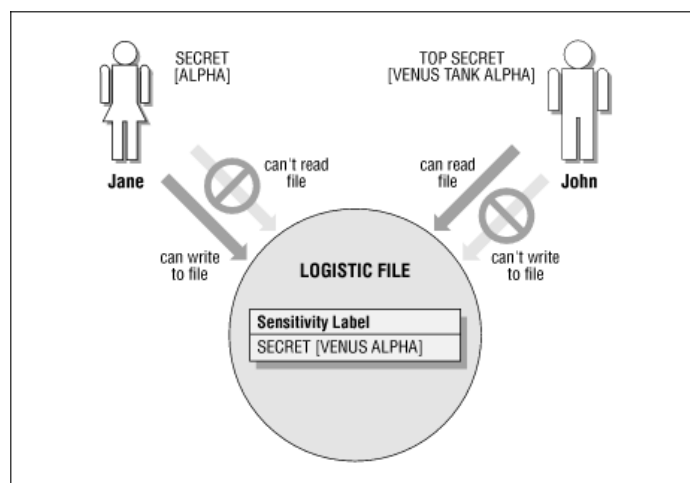 SECRET
[ALPHA]
TOP SECRET
[VENUS TANK ALPHA]
can't read
file
can read
file
Jane
John
can write
to file
can't write
to file
LOGISTIC FILE
Sensitivity Label
SECRET [VENUS ALPHA]